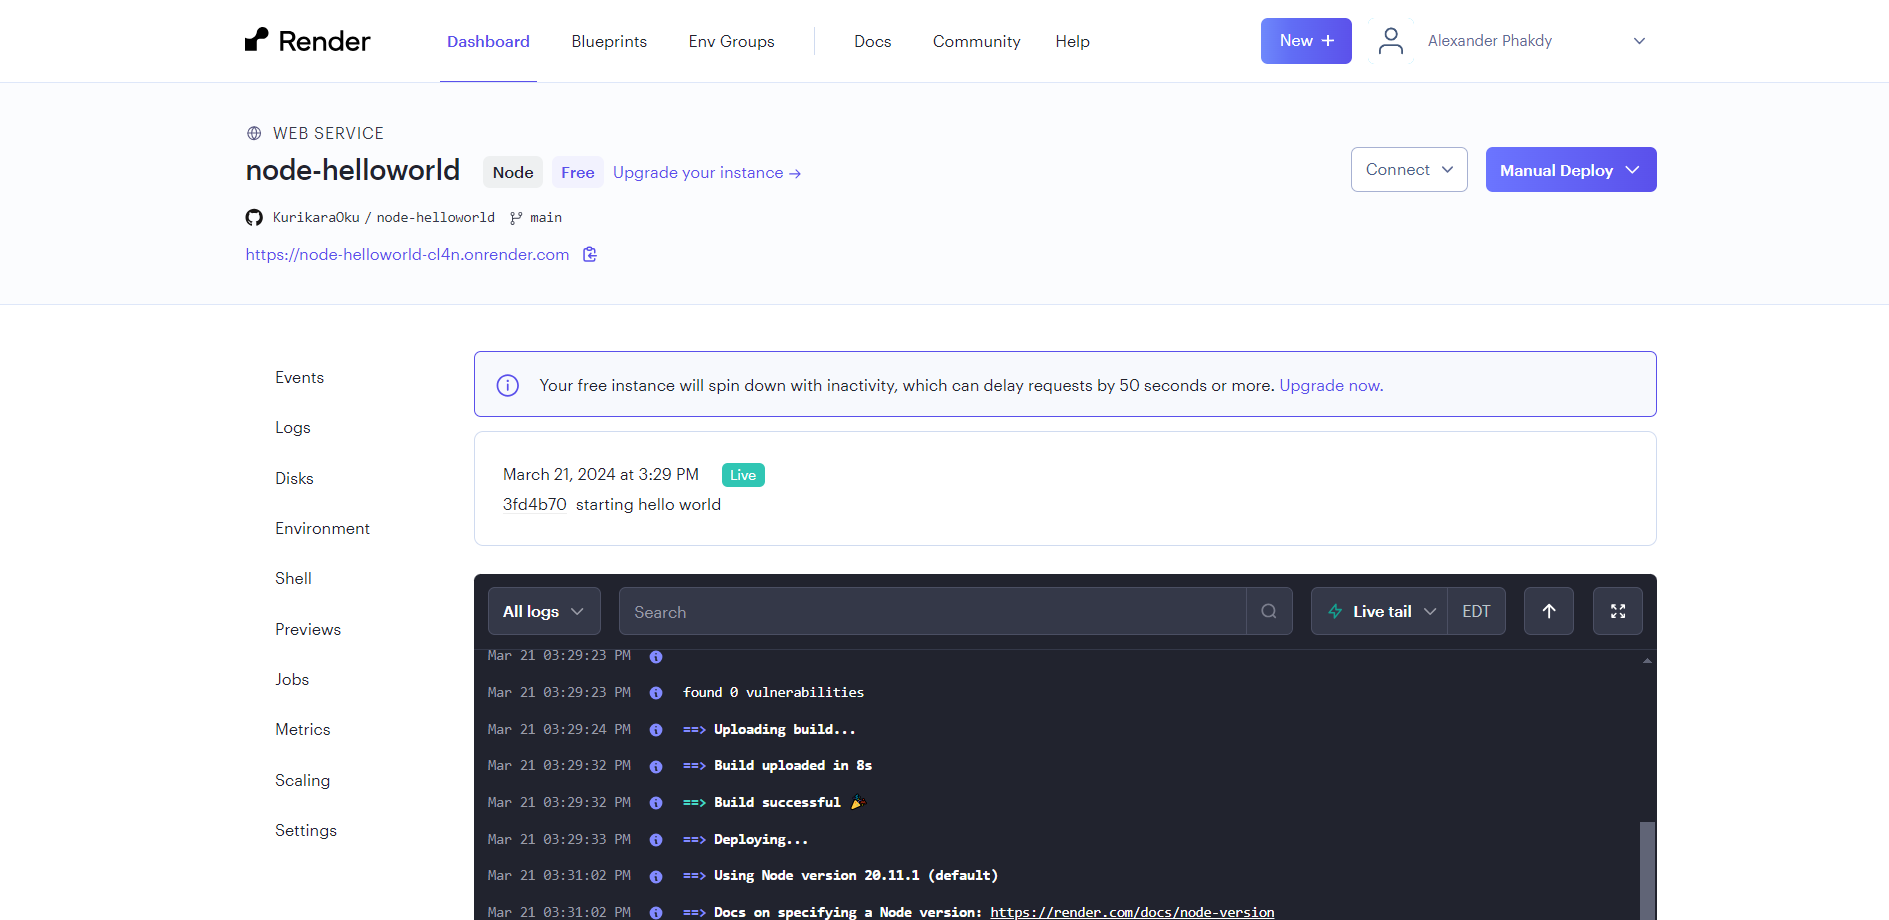 Render Dashboard Blueprints Env Groups Docs Community Help New + Alexander Phakdy
WEB SERVICE
node-helloworld Node Free Upgrade your instance → Connect Manual Deploy
KurikaraOku / node-helloworld main
https://node-helloworld-cl4n.onrender.com
Events
Logs
Disks
Environment
Shell
Previews
Jobs
Metrics
Scaling
Settings
Your free instance will spin down with inactivity, which can delay requests by 50 seconds or more. Upgrade now.
March 21, 2024 at 3:29 PM Live
3fd4b70 starting hello world
All logs Search Live tail EDT
Mar 21 03:29:23 PM
Mar 21 03:29:23 PM found 0 vulnerabilities
Mar 21 03:29:24 PM ==> Uploading build...
Mar 21 03:29:32 PM ==> Build uploaded in 8s
Mar 21 03:29:32 PM ==> Build successful 🎉
Mar 21 03:29:33 PM ==> Deploying...
Mar 21 03:31:02 PM ==> Using Node version 20.11.1 (default)
Mar 21 03:31:02 PM ==> Docs on specifying a Node version: https://render.com/docs/node-version